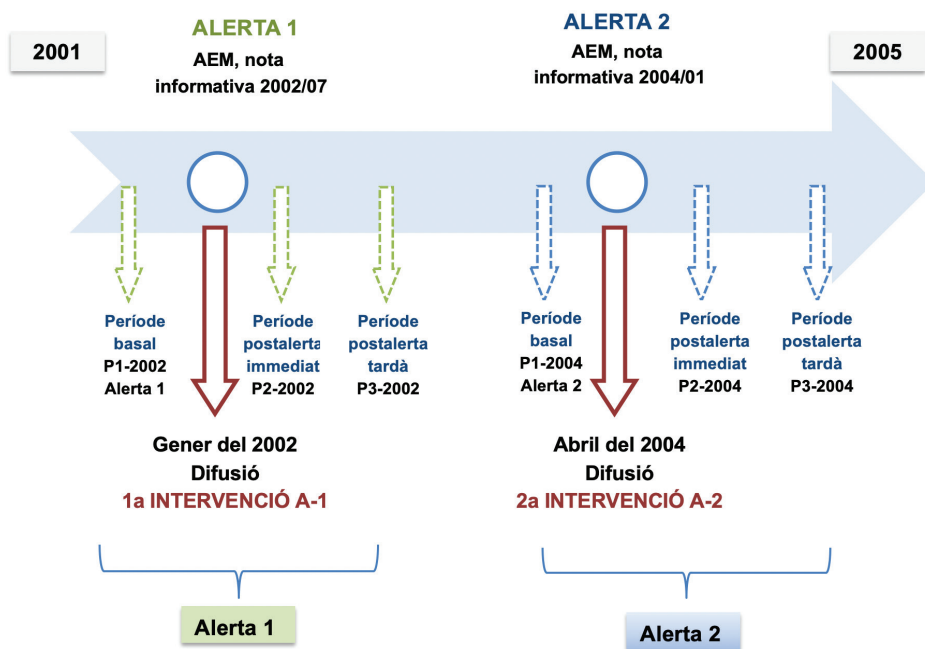 2001
ALERTA 1
AEM, nota
informativa 2002/07
ALERTA 2
AEM, nota
informativa 2004/01
2005
Període
basal
P1-2002
Alerta 1
Període
postalerta
immediat
P2-2002
Període
postalerta
tardà
P3-2002
Període
basal
P1-2004
Alerta 2
Període
postalerta
immediat
P2-2004
Període
postalerta
tardà
P3-2004
Gener del 2002
Difusió
1a INTERVENCIÓ A-1
Abril del 2004
Difusió
2a INTERVENCIÓ A-2
Alerta 1
Alerta 2